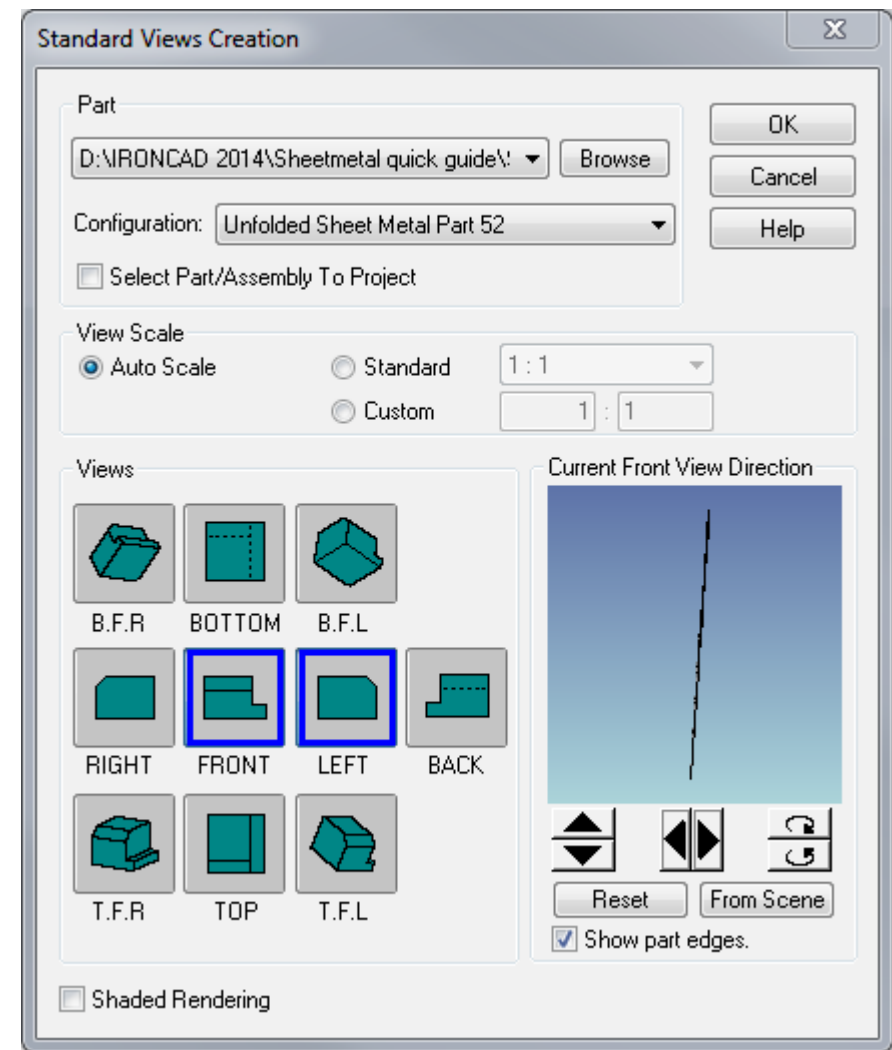 Standard Views Creation
Part
D:\IRONCAD 2014\Sheetmetal quick guide\
Browse
Configuration:
Unfolded Sheet Metal Part 52
Select Part/Assembly To Project
OK
Cancel
Help
View Scale
Auto Scale
Standard
1 : 1
Custom
1 : 1
Views
B.F.R BOTTOM B.F.L
RIGHT FRONT LEFT BACK
T.F.R TOP T.F.L
Current Front View Direction
Reset
From Scene
Show part edges.
Shaded Rendering